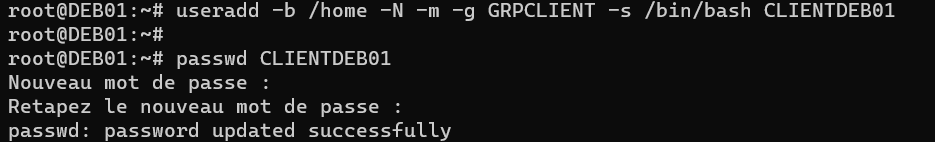 root@DEB01:~# useradd -b /home -N -m -g GRPCLIENT -s /bin/bash CLIENTDEB01
root@DEB01:~#
root@DEB01:~# passwd CLIENTDEB01
Nouveau mot de passe :
Retapez le nouveau mot de passe :
passwd: password updated successfully